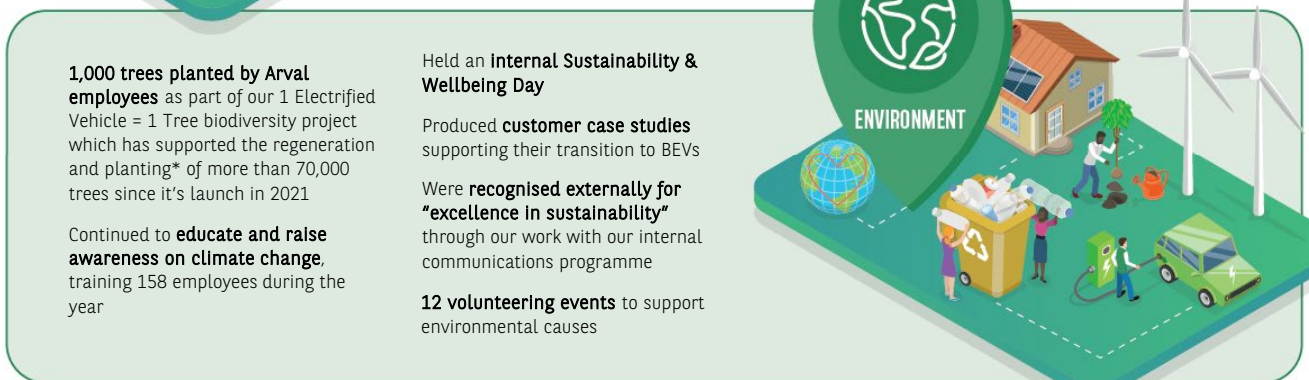 1,000 trees planted by Arval
employees as part of our 1 Electrified
Vehicle = 1 Tree biodiversity project
which has supported the regeneration
and planting* of more than 70,000
trees since it's launch in 2021
Continued to educate and raise
awareness on climate change,
training 158 employees during the
year
Held an internal Sustainability &
Wellbeing Day
Produced customer case studies
supporting their transition to BEVs
Were recognised externally for
"excellence in sustainability"
through our work with our internal
communications programme
12 volunteering events to support
environmental causes
ENVIRONMENT